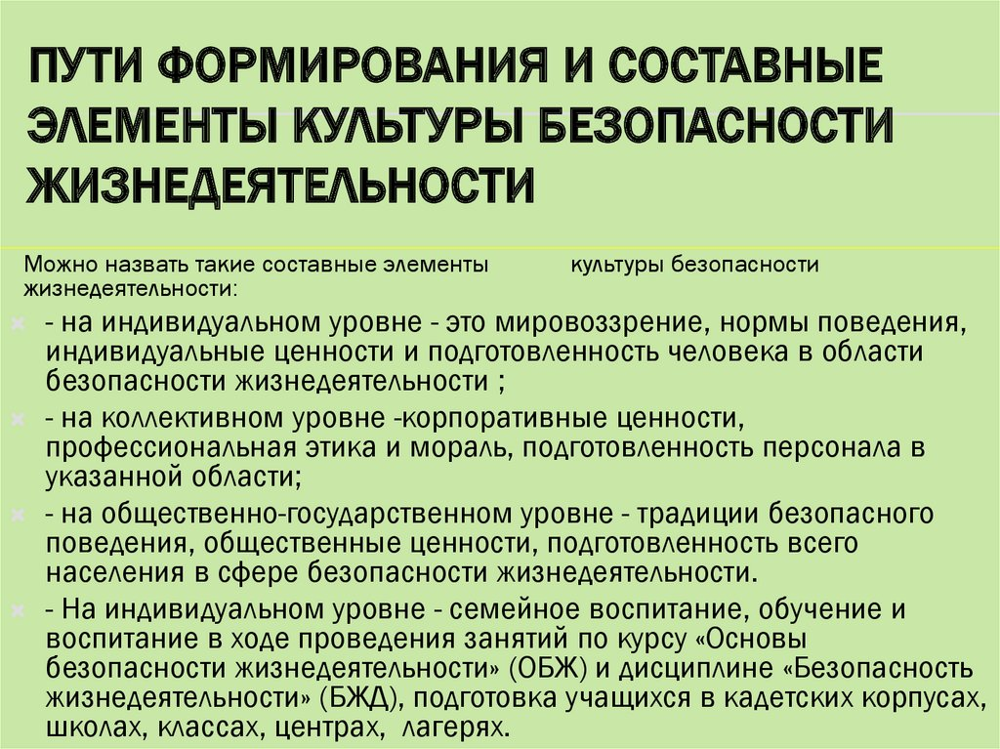 ПУТИ ФОРМИРОВАНИЯ И СОСТАВНЫЕ
ЭЛЕМЕНТЫ КУЛЬТУРЫ БЕЗОПАСНОСТИ
ЖИЗНЕДЕЯТЕЛЬНОСТИ
Можно назвать такие составные элементы культуры безопасности
жизнедеятельности:
- на индивидуальном уровне - это мировоззрение, нормы поведения,
индивидуальные ценности и подготовленность человека в области
безопасности жизнедеятельности ;
- на коллективном уровне -корпоративные ценности,
профессиональная этика и мораль, подготовленность персонала в
указанной области;
- на общественно-государственном уровне - традиции безопасного
поведения, общественные ценности, подготовленность всего
населения в сфере безопасности жизнедеятельности.
- На индивидуальном уровне - семейное воспитание, обучение и
воспитание в ходе проведения занятий по курсу «Основы
безопасности жизнедеятельности» (ОБЖ) и дисциплине «Безопасность
жизнедеятельности» (БЖД), подготовка учащихся в кадетских корпусах,
школах, классах, центрах, лагерях.